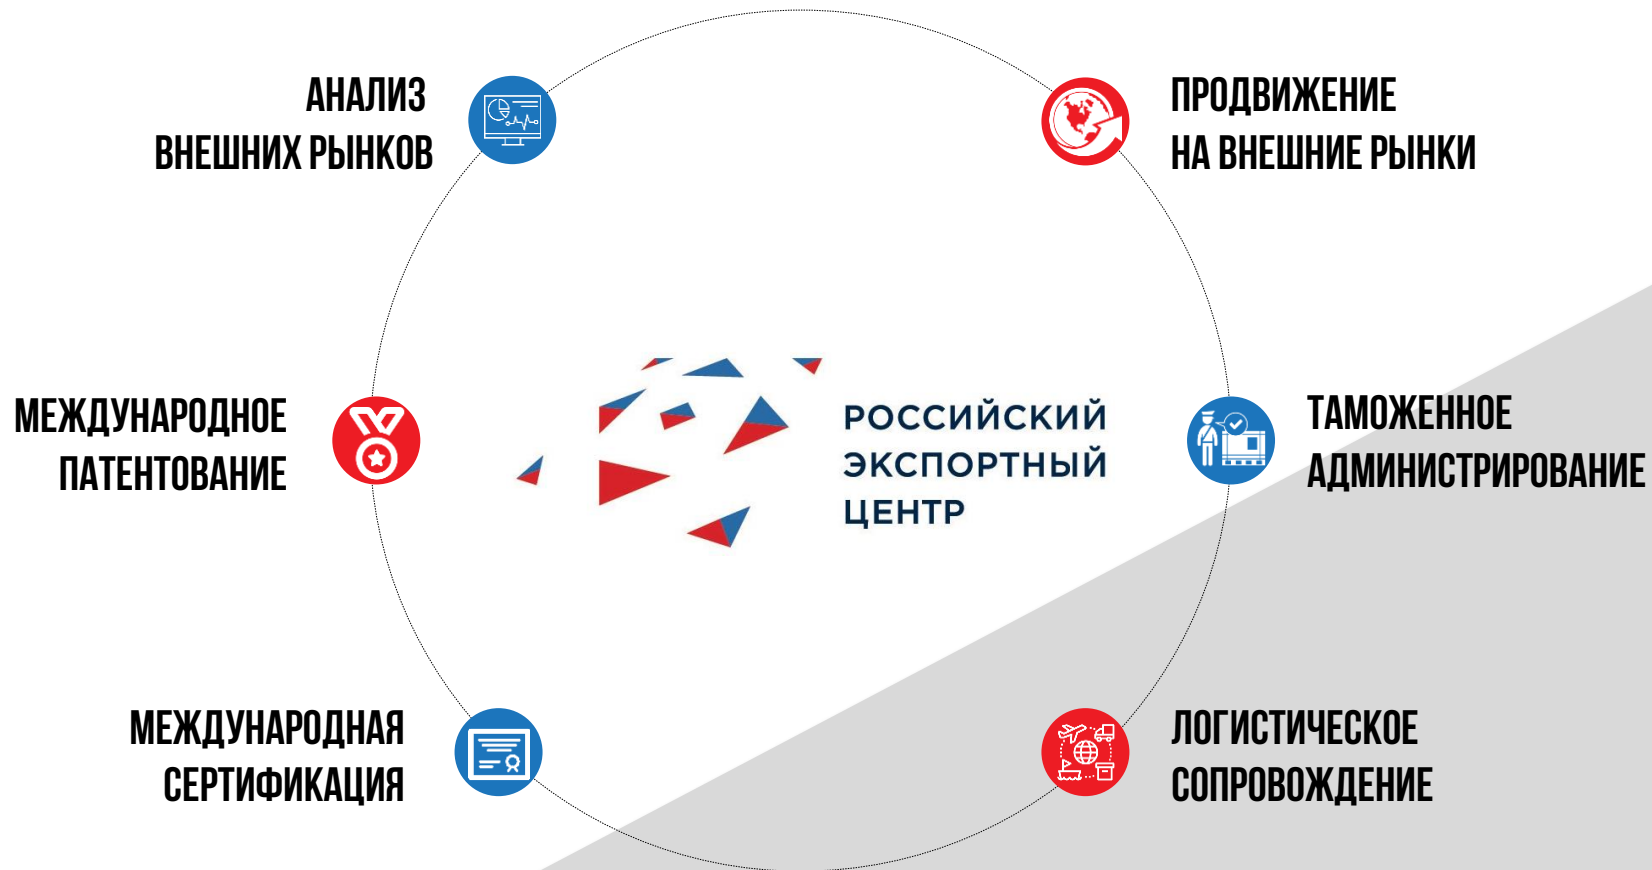 АНАЛИЗ
ВНЕШНИХ РЫНКОВ
ПРОДВИЖЕНИЕ
НА ВНЕШНИЕ РЫНКИ
МЕЖДУНАРОДНОЕ
ПАТЕНТОВАНИЕ
РОССИЙСКИЙ
ЭКСПОРТНЫЙ
ЦЕНТР
ТАМОЖЕННОЕ
АДМИНИСТРИРОВАНИЕ
МЕЖДУНАРОДНАЯ
СЕРТИФИКАЦИЯ
ЛОГИСТИЧЕСКОЕ
СОПРОВОЖДЕНИЕ